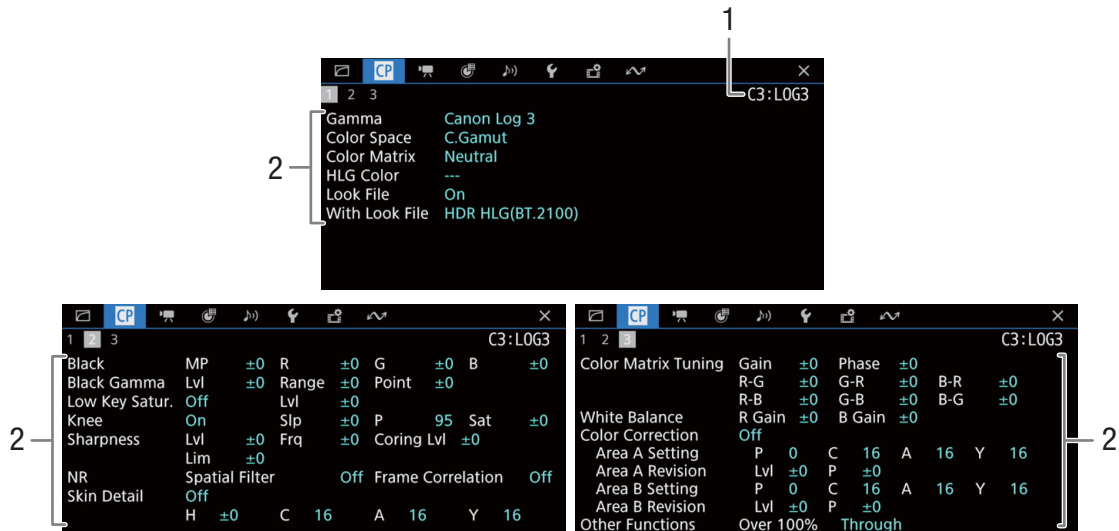 1
CP
1 2 3
C3:LOG3
2
Gamma Canon Log 3
Color Space C.Gamut
Color Matrix Neutral
HLG Color ---
Look File On
With Look File HDR HLG(BT.2100)
CP
1 2 3
C3:LOG3
2
Black MP ±0 R ±0 G ±0 B ±0
Black Gamma Lvl ±0 Range ±0 Point ±0
Low Key Satur. Off Lvl ±0
Knee On Slp ±0 P 95 Sat ±0
Sharpness Lvl ±0 Frq ±0 Coring Lvl ±0
Lim ±0
NR Spatial Filter Off Frame Correlation Off
Skin Detail Off
H ±0 C 16 A 16 Y 16
CP
1 2 3
C3:LOG3
Color Matrix Tuning Gain ±0 Phase ±0
R-G ±0 G-R ±0 B-R ±0
R-B ±0 G-B ±0 B-G ±0
White Balance R Gain ±0 B Gain ±0
Color Correction Off
Area A Setting P 0 C 16 A 16 Y 16
Area A Revision Lvl ±0 P ±0
Area B Setting P 0 C 16 A 16 Y 16
Area B Revision Lvl ±0 P ±0
Other Functions Over 100% Through
2